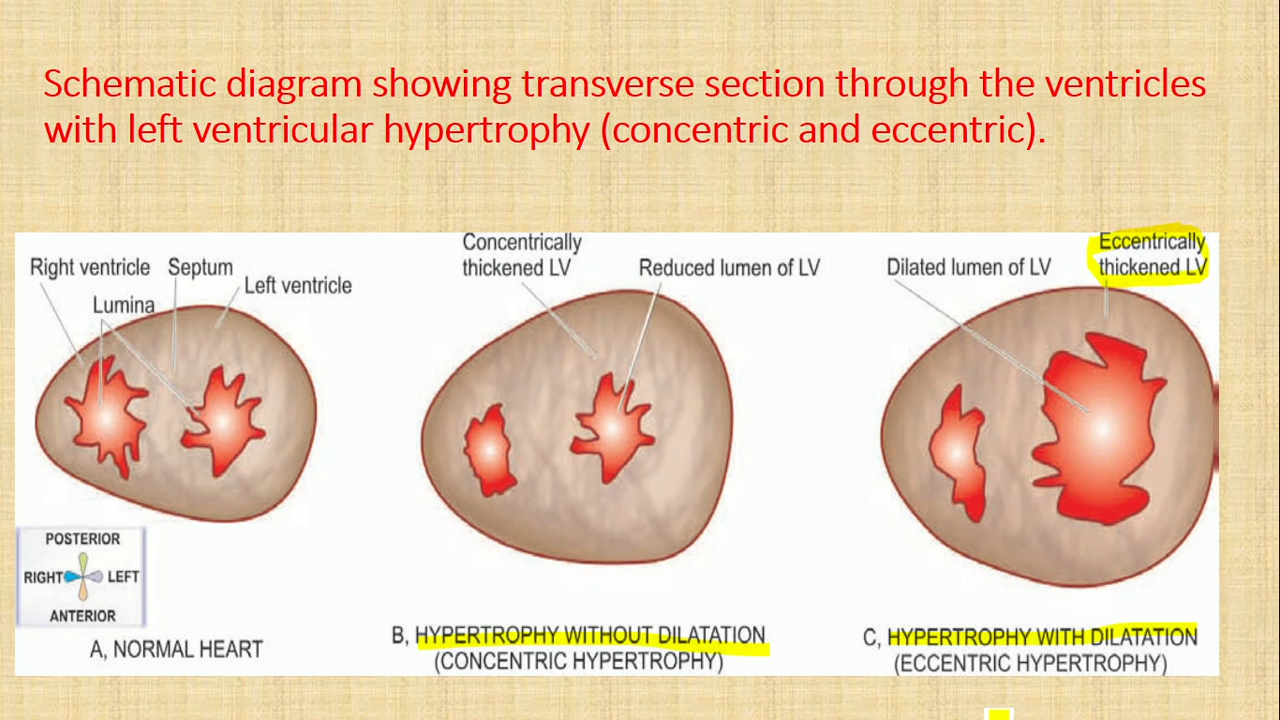 Schematic diagram showing transverse section through the ventricles
with left ventricular hypertrophy (concentric and eccentric).
Right ventricle
Septum
Left ventricle
Lumina
Concentrically
thickened LV
Reduced lumen of LV
Dilated lumen of LV
Eccentrically
thickened LV
POSTERIOR
RIGHT LEFT
ANTERIOR
A, NORMAL HEART
B, HYPERTROPHY WITHOUT DILATATION
(CONCENTRIC HYPERTROPHY)
C, HYPERTROPHY WITH DILATATION
(ECCENTRIC HYPERTROPHY)